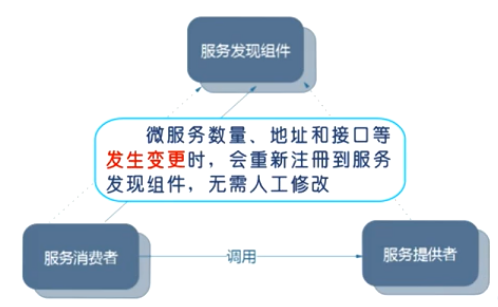 服务发现组件
微服务数量、地址和接口等
发生变更时，会重新注册到服务
发现组件，无需人工修改
服务消费者
调用
服务提供者